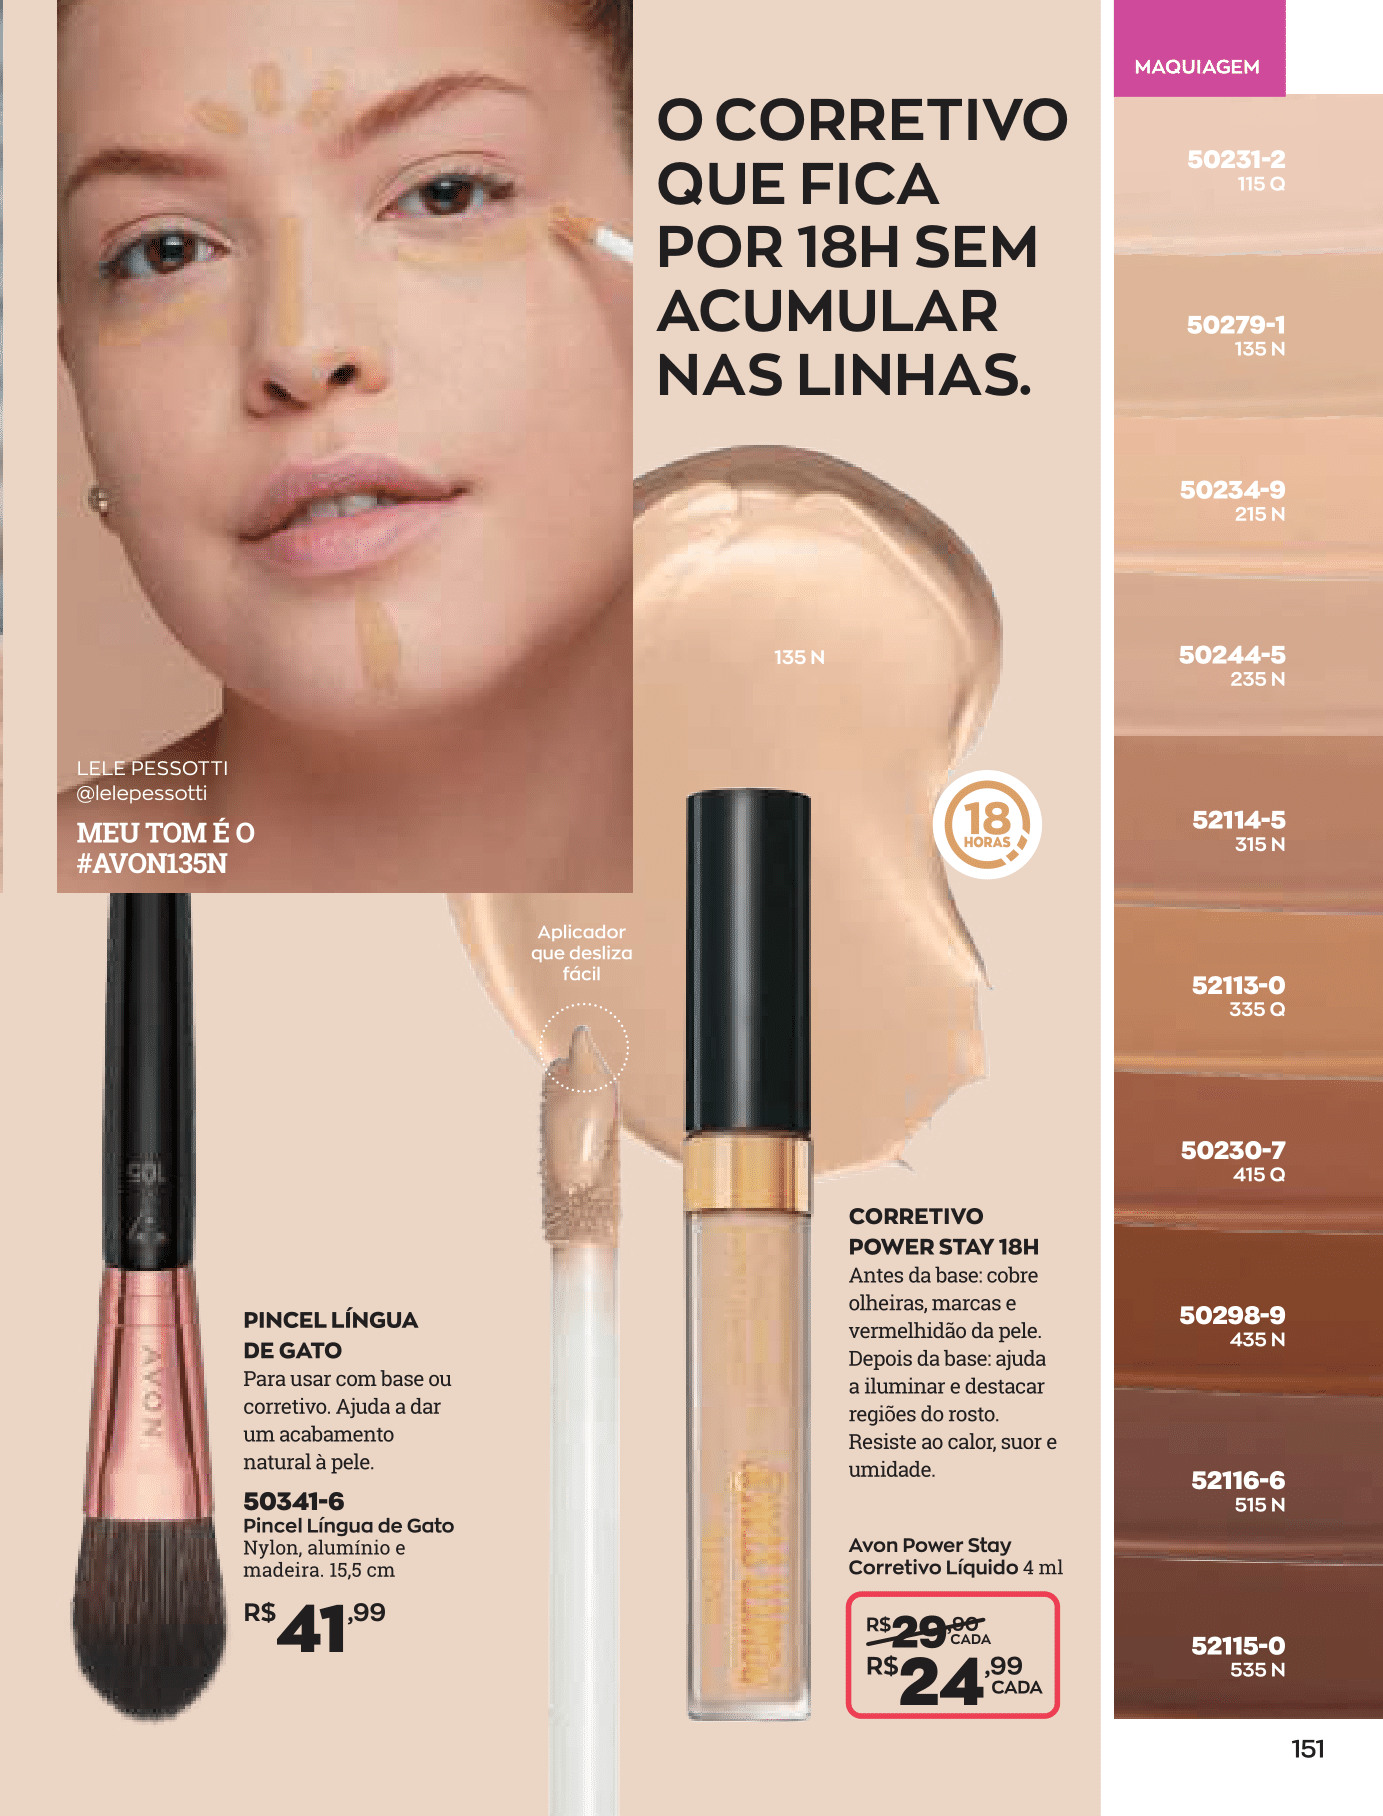 MAQUIAGEM
O CORRETIVO
QUE FICA
POR 18H SEM
ACUMULAR
NAS LINHAS.
LELE PESSOTTI
@lelepessotti
MEU TOM É O
#AVON135N
135 N
18
HORAS
Aplicador
que desliza
fácil
105
AVON
PINCEL LÍNGUA
DE GATO
Para usar com base ou
corretivo. Ajuda a dar
um acabamento
natural à pele.
50341-6
Pincel Língua de Gato
Nylon, alumínio e
madeira. 15,5 cm
R$ 41,99
POWER STAY
CORRETIVO
POWER STAY 18H
Antes da base: cobre
olheiras, marcas e
vermelhidão da pele.
Depois da base: ajuda
a iluminar e destacar
regiões do rosto.
Resiste ao calor, suor e
umidade.
Avon Power Stay
Corretivo Líquido 4 ml
R$ 29,90 CADA
R$ 24,99 CADA
50231-2
115 Q
50279-1
135 N
50234-9
215 N
50244-5
235 N
52114-5
315 N
52113-0
335 Q
50230-7
415 Q
50298-9
435 N
52116-6
515 N
52115-0
535 N
151